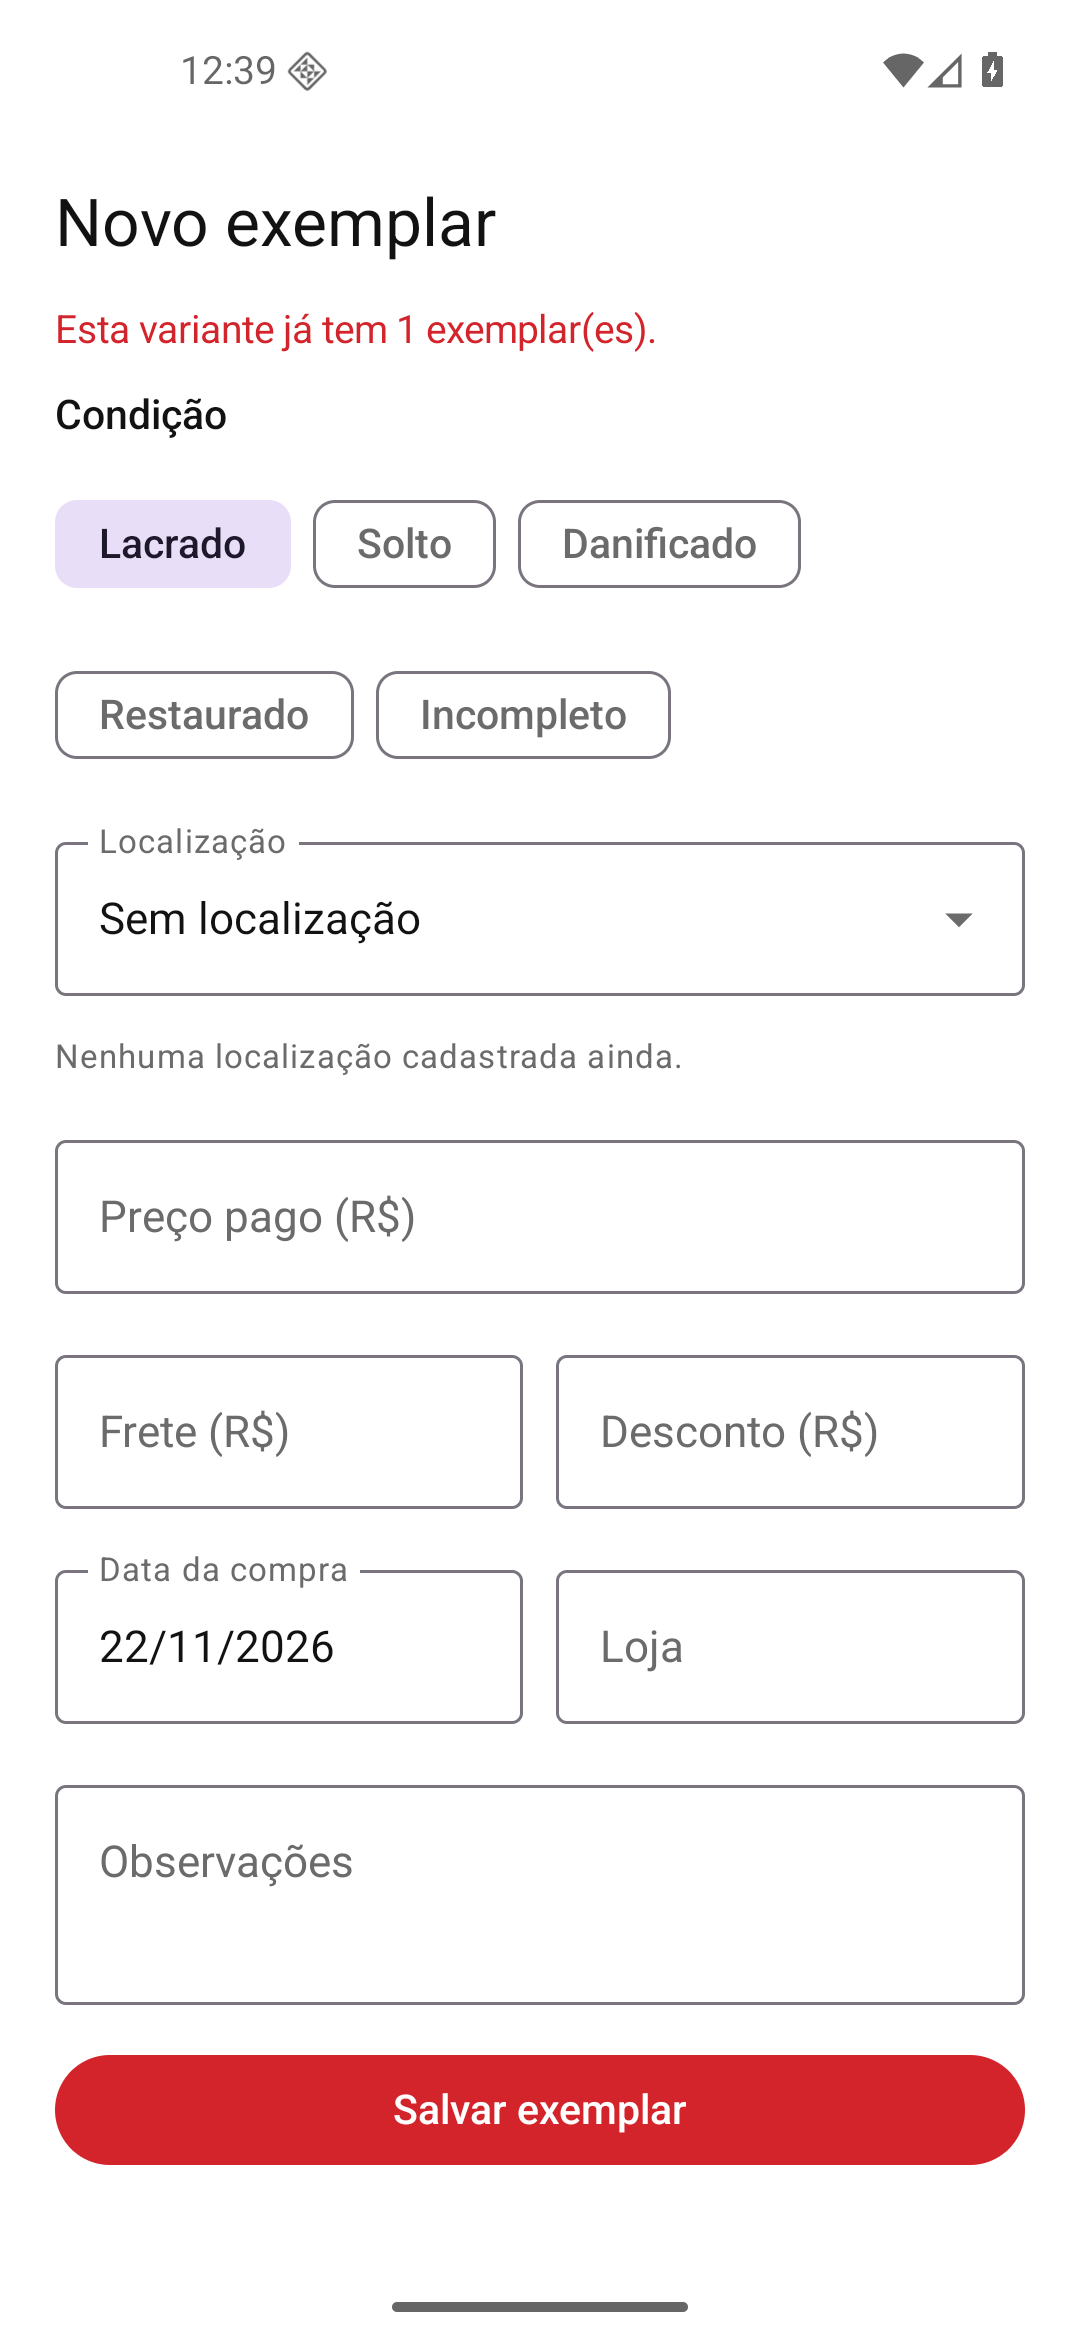 12:39
Novo exemplar
Esta variante já tem 1 exemplar(es).
Condição
Lacrado Solto Danificado
Restaurado Incompleto
Localização
Sem localização
Nenhuma localização cadastrada ainda.
Preço pago (R$)
Frete (R$) Desconto (R$)
Data da compra
22/11/2026 Loja
Observações
Salvar exemplar